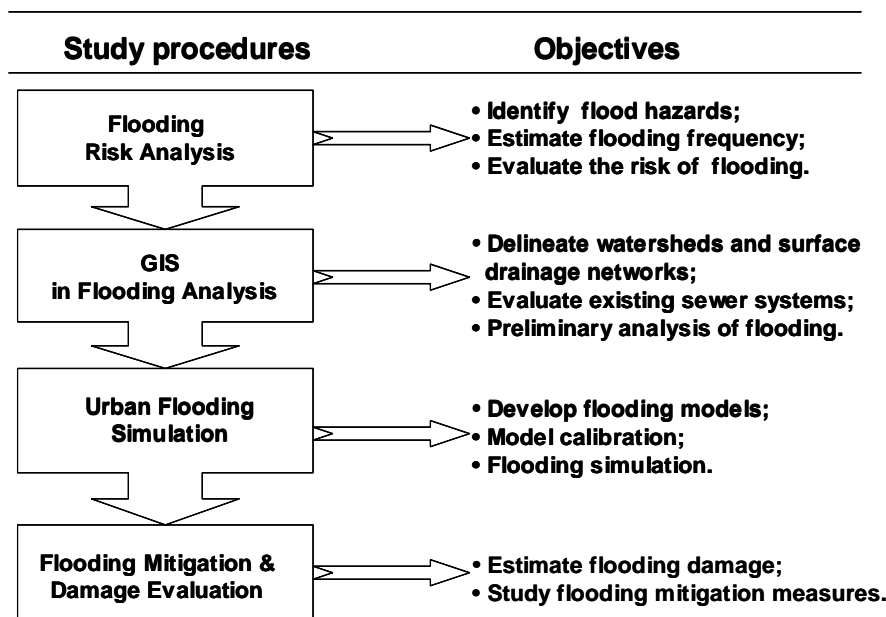 Study procedures
Objectives
Flooding
Risk Analysis
• Identify flood hazards;
• Estimate flooding frequency;
• Evaluate the risk of flooding.
GIS
in Flooding Analysis
• Delineate watersheds and surface
drainage networks;
• Evaluate existing sewer systems;
• Preliminary analysis of flooding.
Urban Flooding
Simulation
• Develop flooding models;
• Model calibration;
• Flooding simulation.
Flooding Mitigation &
Damage Evaluation
• Estimate flooding damage;
• Study flooding mitigation measures.